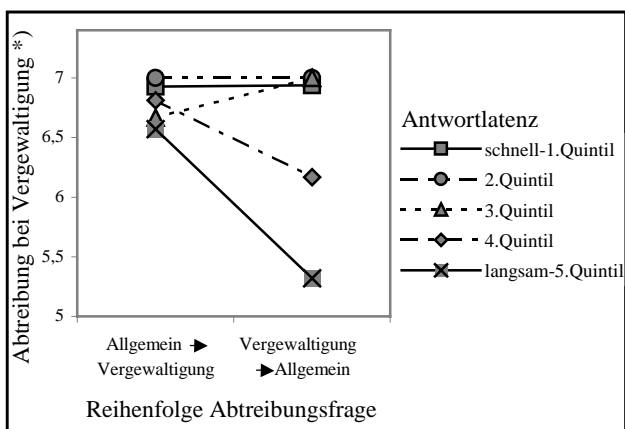 Abtreibung bei Vergewaltigung *)
7
6,5
6
5,5
5
Allgemein ➔
Vergewaltigung
Vergewaltigung
➔Allgemein
Reihenfolge Abtreibungsfrage
Antwortlatenz
schnell-1.Quintil
2.Quintil
3.Quintil
4.Quintil
langsam-5.Quintil